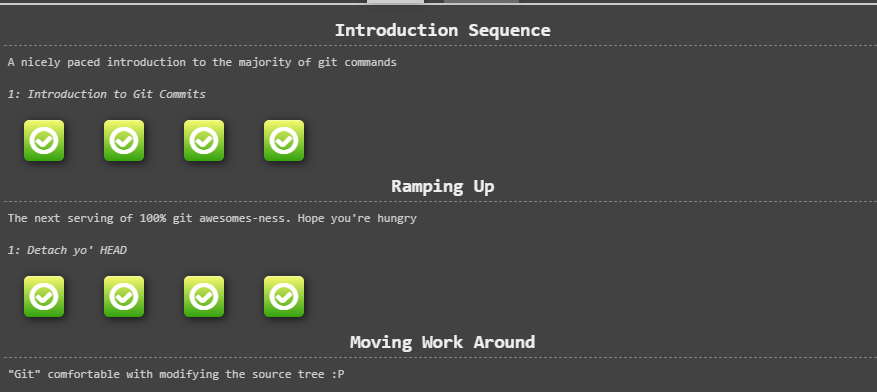 Introduction Sequence
A nicely paced introduction to the majority of git commands
1: Introduction to Git Commits
Ramping Up
The next serving of 100% git awesomes-ness. Hope you're hungry
1: Detach yo' HEAD
Moving Work Around
"Git" comfortable with modifying the source tree :P